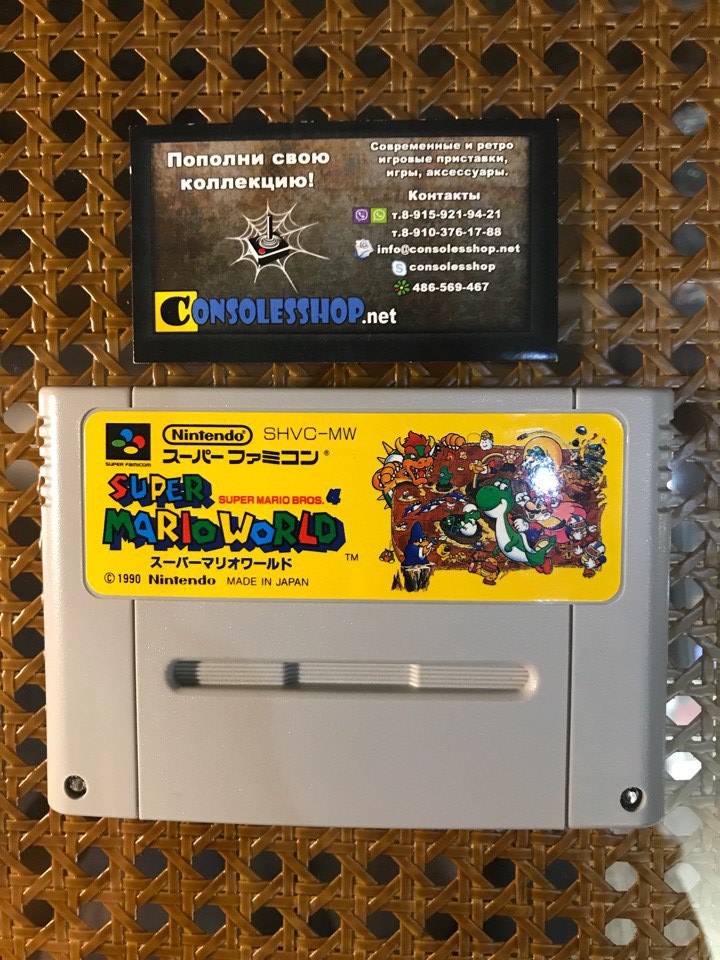 Пополни свою
коллекцию!
Современные и ретро
игровые приставки,
игры, аксессуары.
Контакты
т.8-915-921-94-21
т.8-910-376-17-88
info@consolesshop.net
consolesshop
486-569-467
CONSOLESSHOP.net
SUPER FAMICOM
Nintendo® SHVC-MW
スーパーファミコン®
SUPER MARIO BROS. 4
SUPER
MARIO WORLD™
スーパーマリオワールド
© 1990 Nintendo MADE IN JAPAN